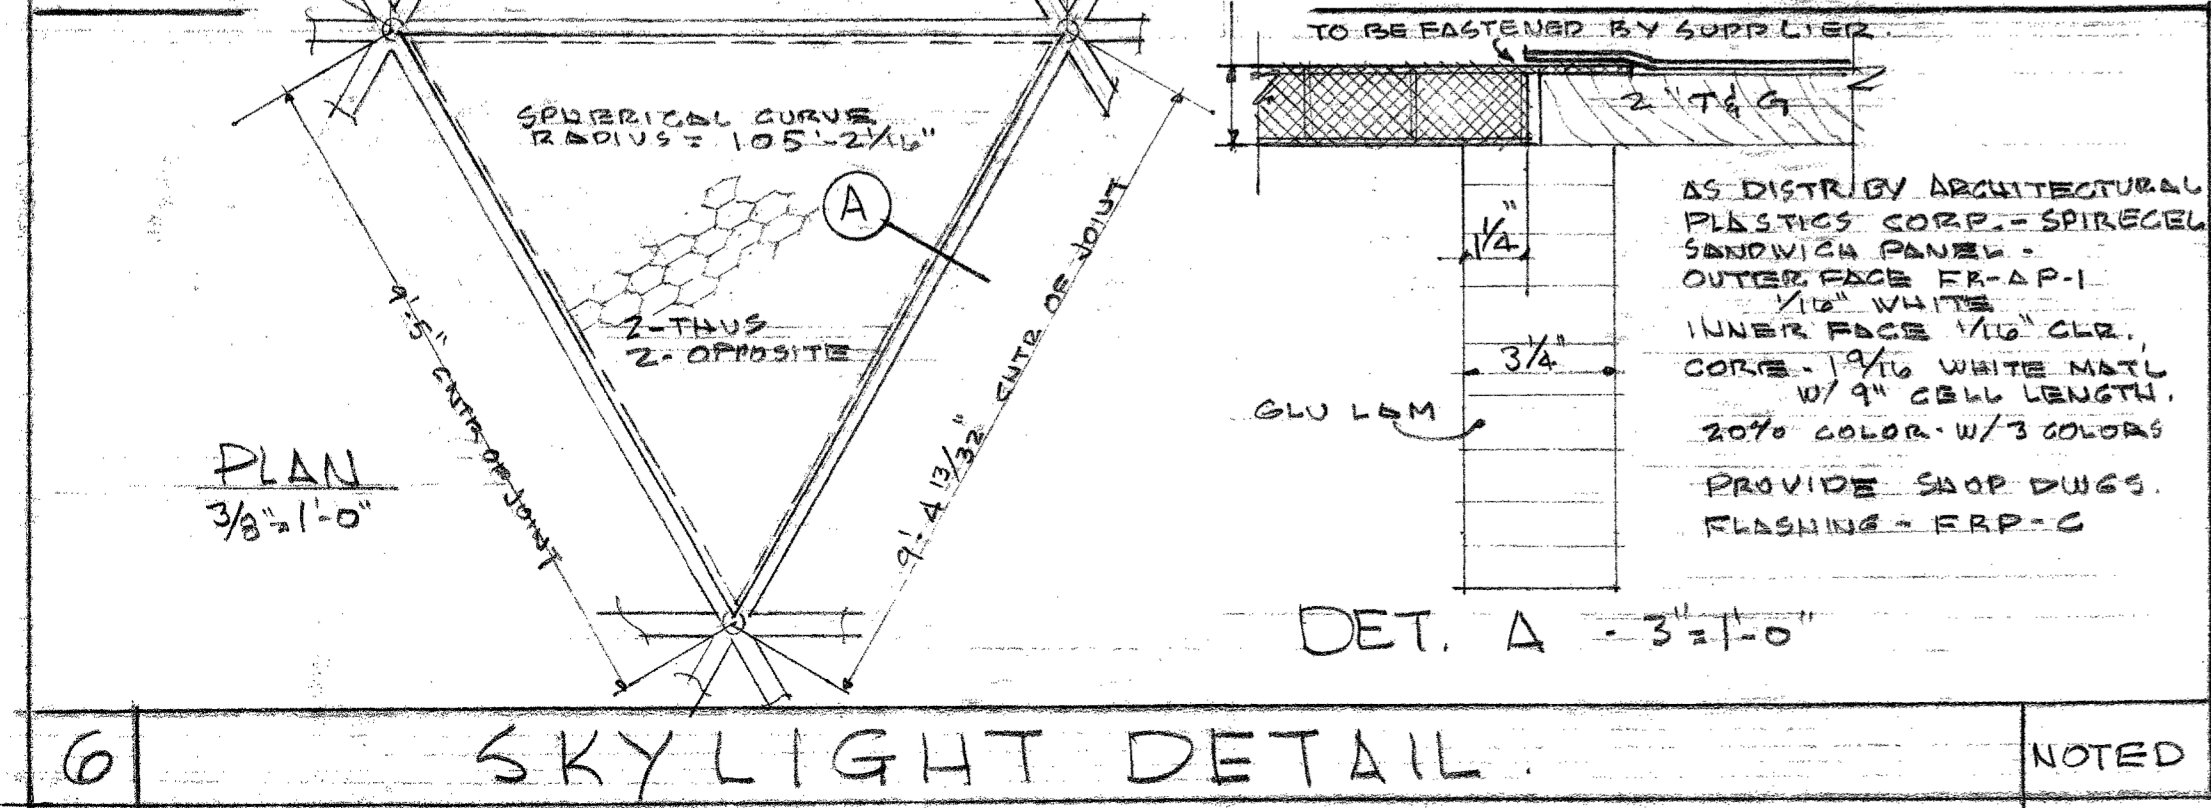 SPHERICAL CURVE
RADIUS = 105'-2 1/16"
A
2-THUS
2-OPPOSITE
9'-5" CNTR OF JOINT
9'-4 13/32" CNTR OF JOINT
PLAN
3/8"=1'-0"
TO BE FASTENED BY SUPPLIER.
2" T&G
1 1/4"
3 1/4"
GLU LAM
AS DISTR. BY ARCHITECTURAL
PLASTICS CORP. - SPIRECEL
SANDWICH PANEL -
OUTER FACE FR-AP-1
1/16" WHITE
INNER FACE 1/16" CLR.
CORE - 1 9/16 WHITE MAT'L
W/ 9" CELL LENGTH.
20% COLOR - W/ 3 COLORS
PROVIDE SHOP DWGS.
FLASHING - FRP-C
DET. A - 3"=1'-0"
6
SKYLIGHT DETAIL.
NOTED